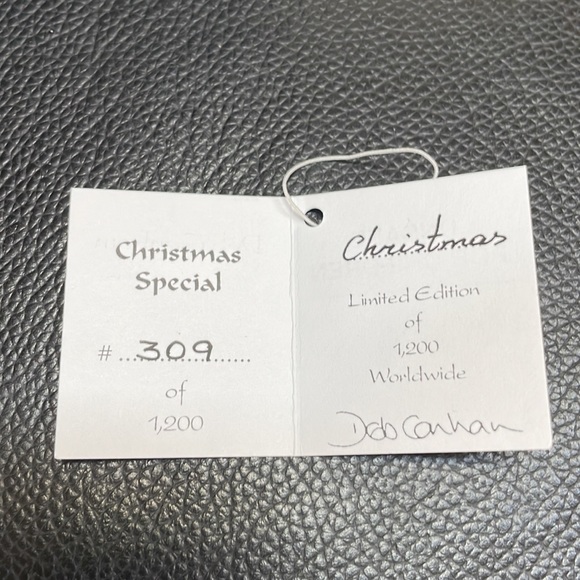 Christmas
Special
# ...309......
of
1,200
Christmas
Limited Edition
of
1,200
Worldwide
Deb Canham